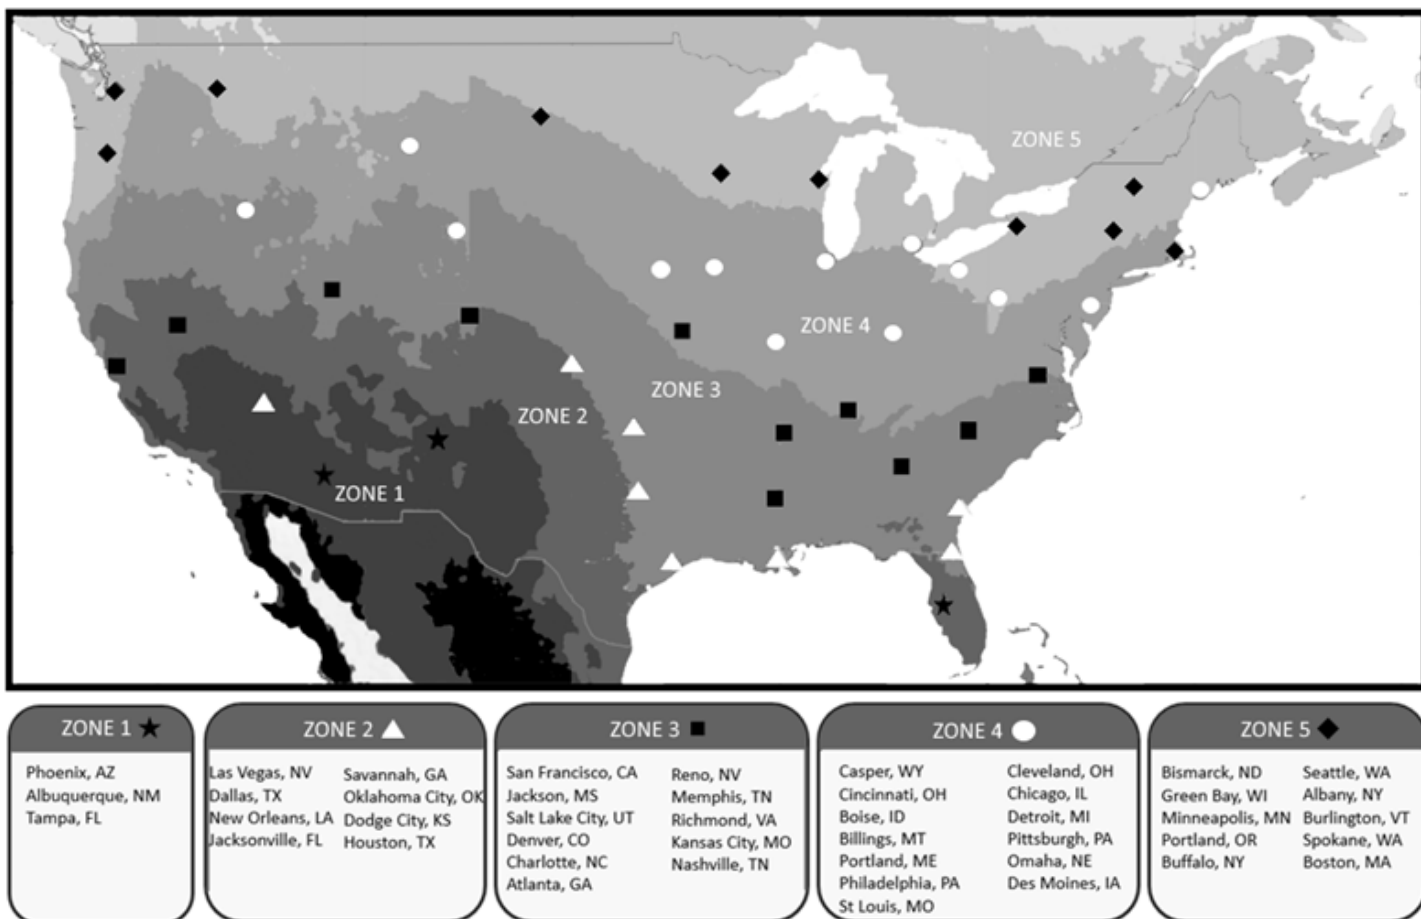 ZONE 5
ZONE 4
ZONE 3
ZONE 2
ZONE 1
ZONE 1
Phoenix, AZ
Albuquerque, NM
Tampa, FL
ZONE 2
Las Vegas, NV
Dallas, TX
New Orleans, LA
Jacksonville, FL
Savannah, GA
Oklahoma City, OK
Dodge City, KS
Houston, TX
ZONE 3
San Francisco, CA
Jackson, MS
Salt Lake City, UT
Denver, CO
Charlotte, NC
Atlanta, GA
Reno, NV
Memphis, TN
Richmond, VA
Kansas City, MO
Nashville, TN
ZONE 4
Casper, WY
Cincinnati, OH
Boise, ID
Billings, MT
Portland, ME
Philadelphia, PA
St Louis, MO
Cleveland, OH
Chicago, IL
Detroit, MI
Pittsburgh, PA
Omaha, NE
Des Moines, IA
ZONE 5
Bismarck, ND
Green Bay, WI
Minneapolis, MN
Portland, OR
Buffalo, NY
Seattle, WA
Albany, NY
Burlington, VT
Spokane, WA
Boston, MA